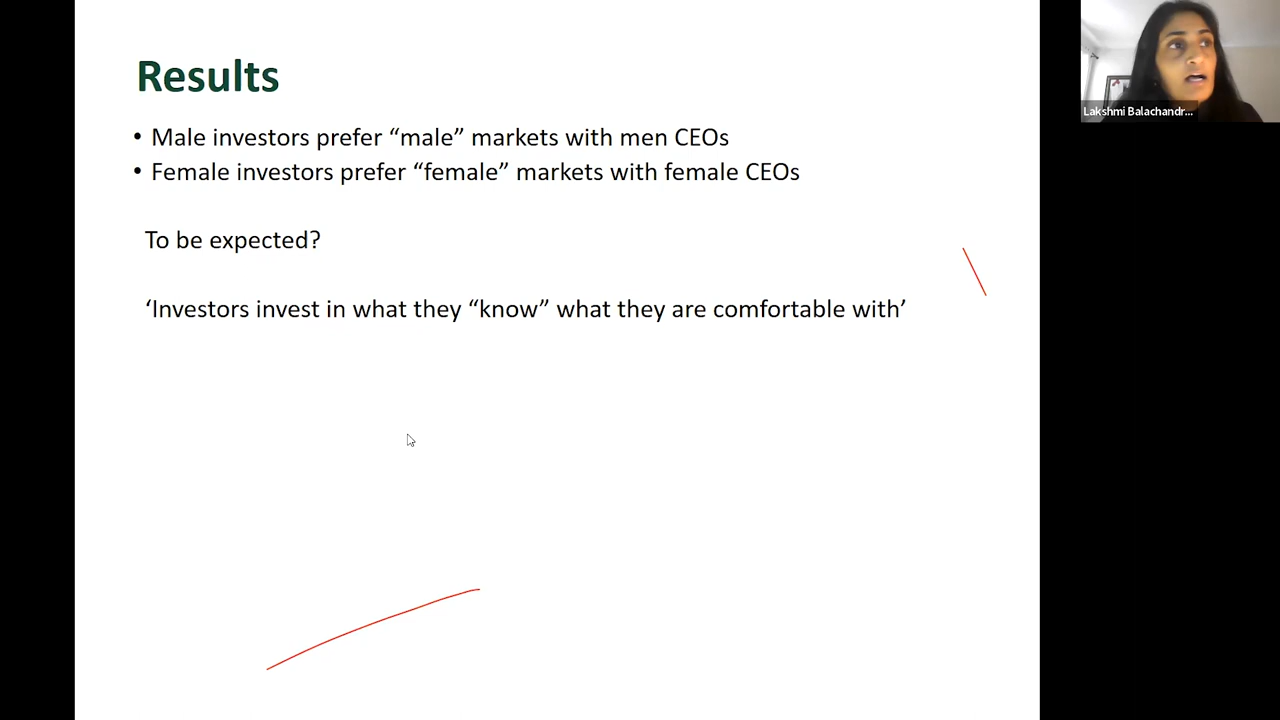 Results
• Male investors prefer “male” markets with men CEOs
• Female investors prefer “female” markets with female CEOs
To be expected?
‘Investors invest in what they “know” what they are comfortable with’
Lakshmi Balachandr...